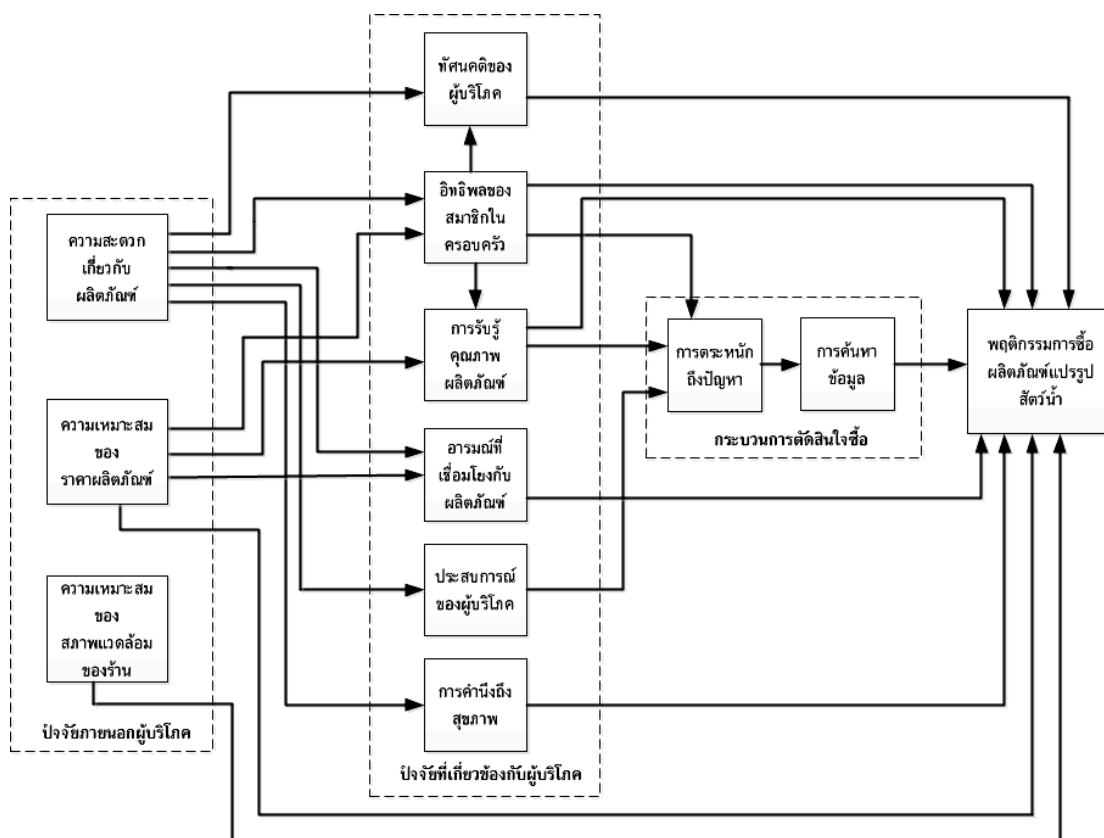 ความสะดวก
เกี่ยวกับ
ผลิตภัณฑ์
ความเหมาะสม
ของ
ราคาผลิตภัณฑ์
ความเหมาะสม
ของ
สภาพแวดล้อม
ของร้าน
ปัจจัยภายนอกผู้บริโภค
ทัศนคติของ
ผู้บริโภค
อิทธิพลของ
สมาชิกใน
ครอบครัว
การรับรู้
คุณภาพ
ผลิตภัณฑ์
อารมณ์ที่
เชื่อมโยงกับ
ผลิตภัณฑ์
ประสบการณ์
ของผู้บริโภค
การคำนึงถึง
สุขภาพ
ปัจจัยที่เกี่ยวข้องกับผู้บริโภค
การตระหนัก
ถึงปัญหา
การค้นหา
ข้อมูล
กระบวนการตัดสินใจซื้อ
พฤติกรรมการซื้อ
ผลิตภัณฑ์แปรรูป
สัตว์น้ำ